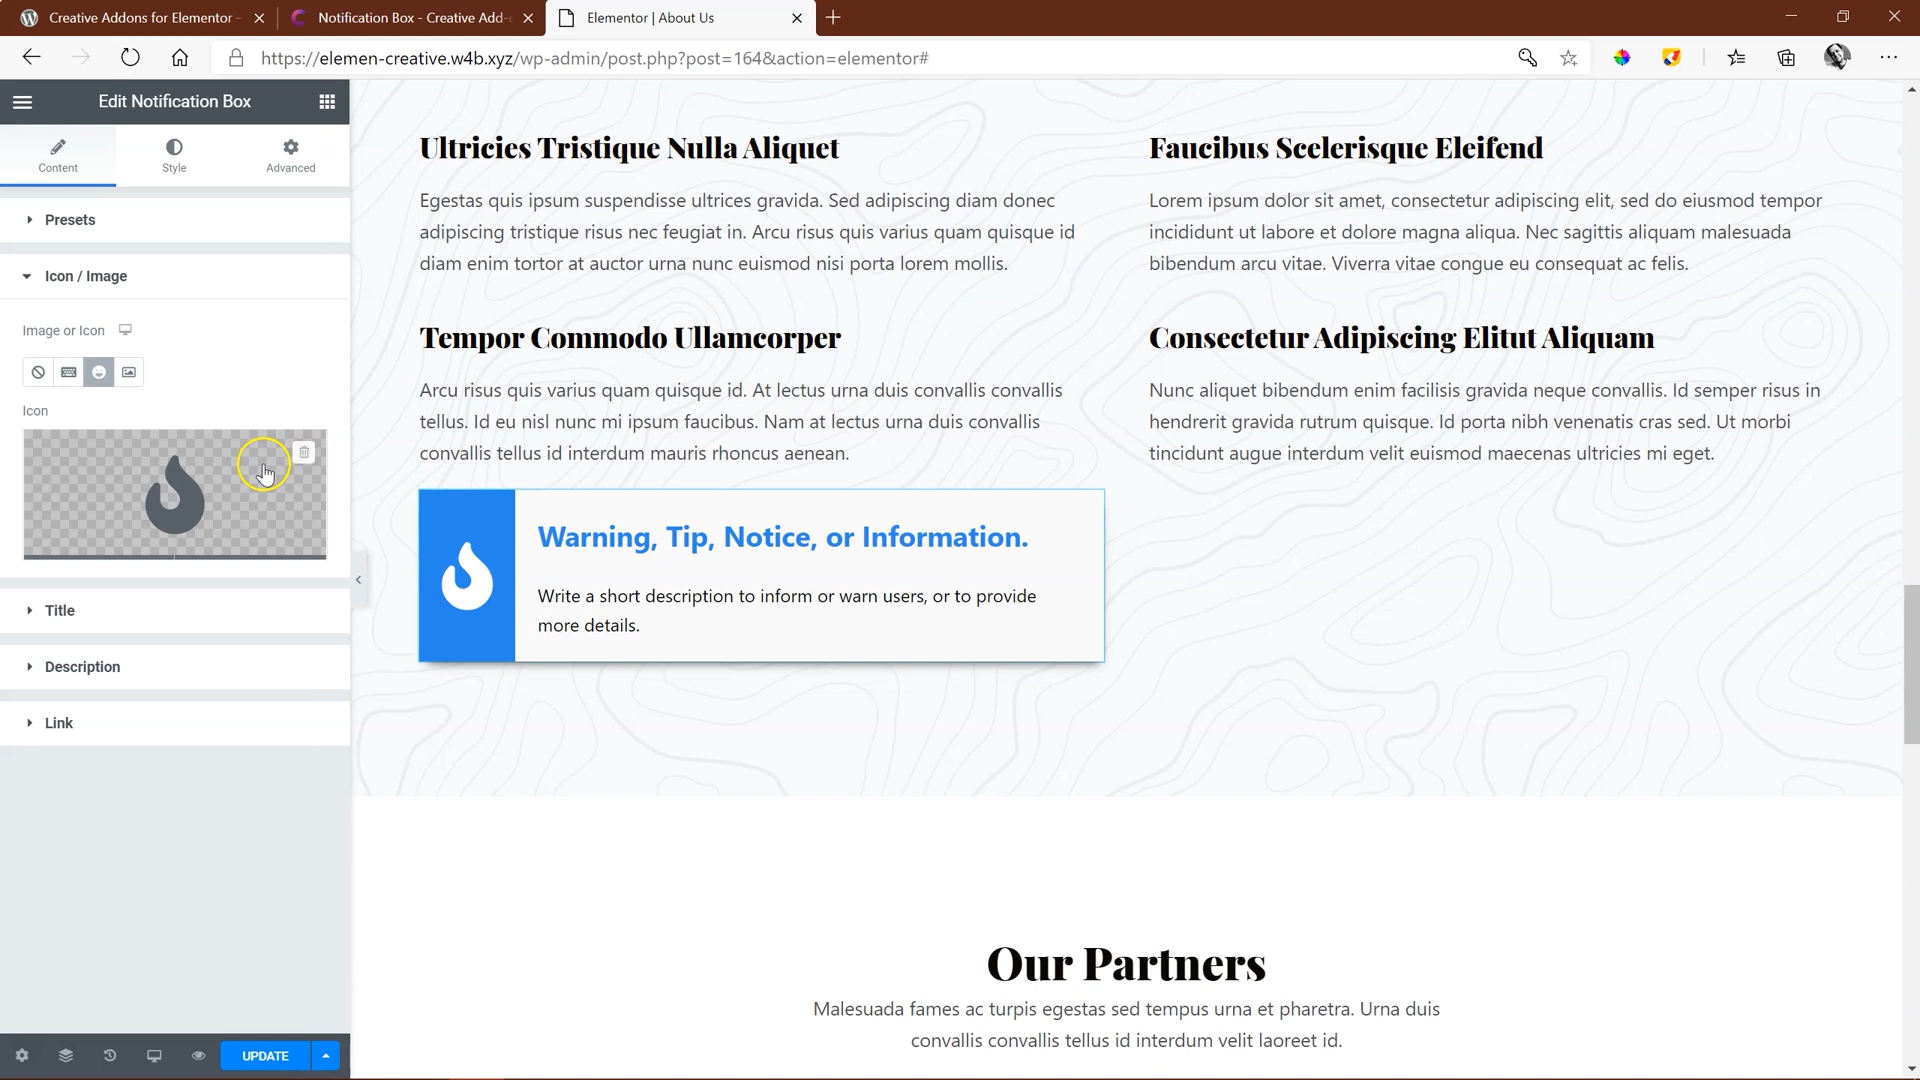 Creative Addons for Elementor -
Notification Box - Creative Add-
Elementor | About Us
https://elemen-creative.w4b.xyz/wp-admin/post.php?post=164&action=elementor#
Edit Notification Box
Content
Style
Advanced
Presets
Icon / Image
Image or Icon
Icon
Title
Description
Link
UPDATE
Ultricies Tristique Nulla Aliquet
Egestas quis ipsum suspendisse ultrices gravida. Sed adipiscing diam donec
adipiscing tristique risus nec feugiat in. Arcu risus quis varius quam quisque id
diam enim tortor at auctor urna nunc euismod nisi porta lorem mollis.
Faucibus Scelerisque Eleifend
Lorem ipsum dolor sit amet, consectetur adipiscing elit, sed do eiusmod tempor
incididunt ut labore et dolore magna aliqua. Nec sagittis aliquam malesuada
bibendum arcu vitae. Viverra vitae congue eu consequat ac felis.
Tempor Commodo Ullamcorper
Arcu risus quis varius quam quisque id. At lectus urna duis convallis convallis
tellus. Id eu nisl nunc mi ipsum faucibus. Nam at lectus urna duis convallis
convallis tellus id interdum mauris rhoncus aenean.
Consectetur Adipiscing Elitut Aliquam
Nunc aliquet bibendum enim facilisis gravida neque convallis. Id semper risus in
hendrerit gravida rutrum quisque. Id porta nibh venenatis cras sed. Ut morbi
tincidunt augue interdum velit euismod maecenas ultricies mi eget.
Warning, Tip, Notice, or Information.
Write a short description to inform or warn users, or to provide
more details.
Our Partners
Malesuada fames ac turpis egestas sed tempus urna et pharetra. Urna duis
convallis convallis tellus id interdum velit laoreet id.